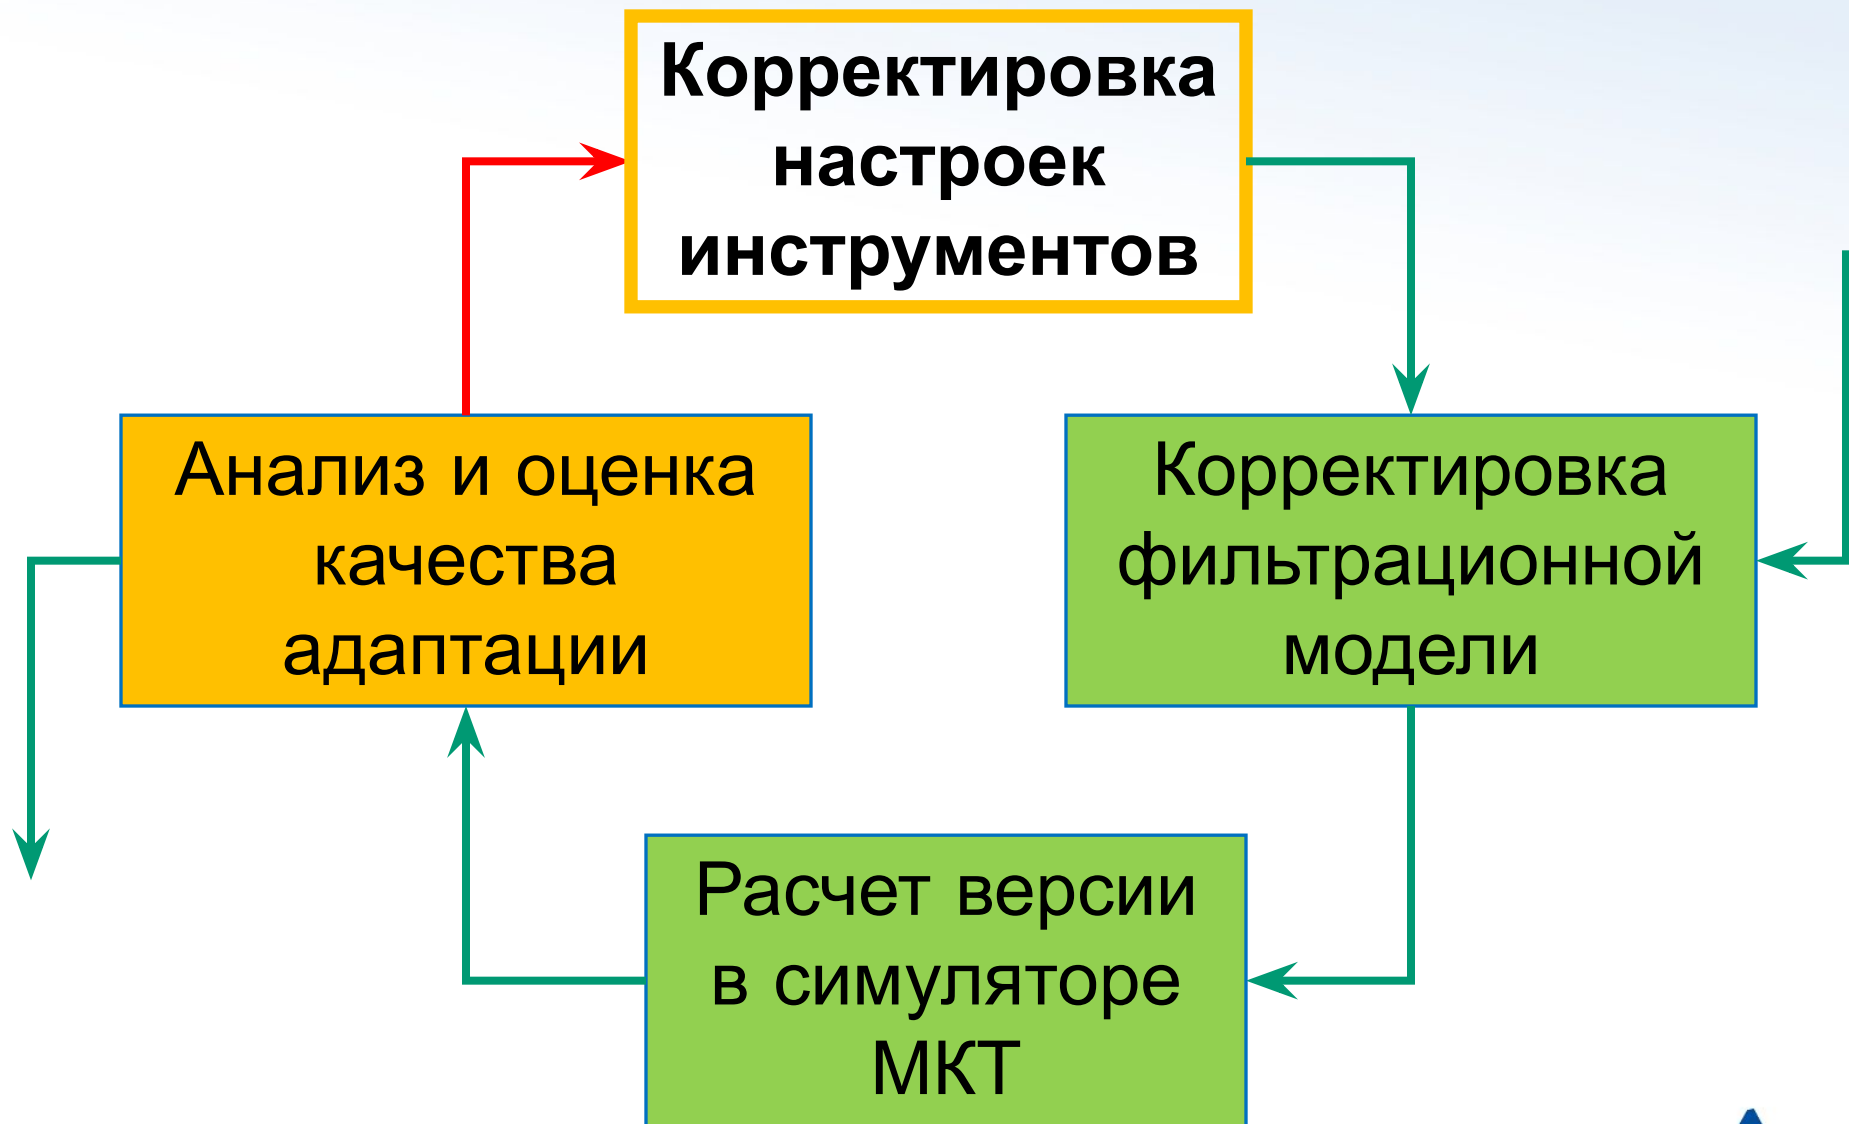 Корректировка
настроек
инструментов
Анализ и оценка
качества
адаптации
Корректировка
фильтрационной
модели
Расчет версии
в симуляторе
МКТ